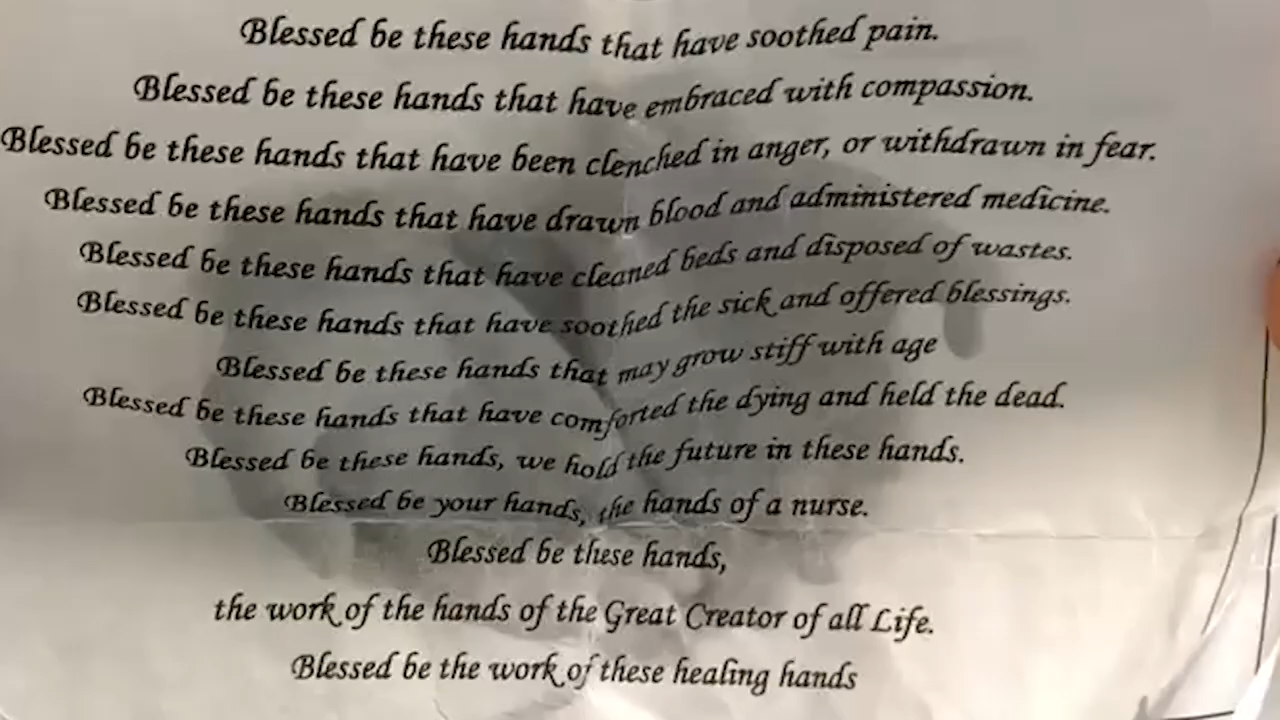 Blessed be these hands that have soothed pain.
Blessed be these hands that have embraced with compassion.
Blessed be these hands that have been clenched in anger, or withdrawn in fear.
Blessed be these hands that have drawn blood and administered medicine.
Blessed be these hands that have cleaned beds and disposed of wastes.
Blessed be these hands that have soothed the sick and offered blessings.
Blessed be these hands that may grow stiff with age
Blessed be these hands that have comforted the dying and held the dead.
Blessed be these hands, we hold the future in these hands.
Blessed be your hands, the hands of a nurse.
Blessed be these hands,
the work of the hands of the Great Creator of all Life.
Blessed be the work of these healing hands